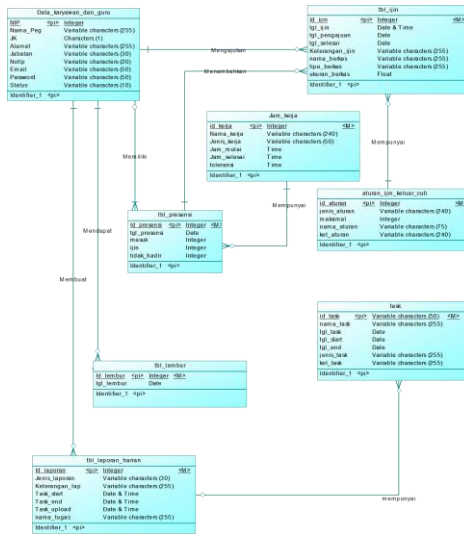 Data_karyawan_dan_guru
NIP <pi> Integer
Nama_Peg Variable characters (255)
JK Characters (1)
Alamat Variable characters (255)
Jabatan Variable characters (30)
Notlp Variable characters (20)
Email Variable characters (50)
Password Variable characters (50)
Status Variable characters (10)
Identifier_1 <pi>
tbl_ijin
id_ijin <pi> Integer <M>
tgl_ijin Date & Time
tgl_pengajuan Date
tgl_selesai Date
Keterangan_ijin Variable characters (255)
nama_berkas Variable characters (255)
tipe_berkas Variable characters (255)
ukuran_berkas Float
Identifier_1 <pi>
Mengajukan
Menambahkan
Jam_kerja
id_kerja <pi> Integer <M>
Nama_kerja Variable characters (240)
Jenis_kerja Variable characters (50)
Jam_mulai Time
Jam_selesai Time
toleransi Time
Identifier_1 <pi>
Mempunyai
Memiliki
aturan_ijin_keluar_cuti
id_aturan <pi> Integer <M>
jenis_aturan Variable characters (240)
maksimal Integer
nama_aturan Variable characters (75)
ket_aturan Variable characters (240)
Identifier_1 <pi>
Mempunyai
tbl_presensi
Id_presensi <pi> Integer <M>
tgl_presensi Date
masuk Integer
ijin Integer
tidak_hadir Integer
Identifier_1 <pi>
Mendapat
Membuat
task
id_task <pi> Variable characters (50) <M>
nama_task Variable characters (255)
tgl_task Date
tgl_start Date
tgl_end Date
jenis_task Variable characters (255)
ket_task Variable characters (255)
Identifier_1 <pi>
tbl_lembur
id_lembur <pi> Integer <M>
tgl_lembur Date
Identifier_1 <pi>
tbl_laporan_harian
Id_laporan <pi> Integer <M>
Jenis_laporan Variable characters (30)
Keterangan_lap Variable characters (255)
Task_start Date & Time
Task_end Date & Time
Task_upload Date & Time
nama_tugas Variable characters (255)
Identifier_1 <pi>
mempunyai